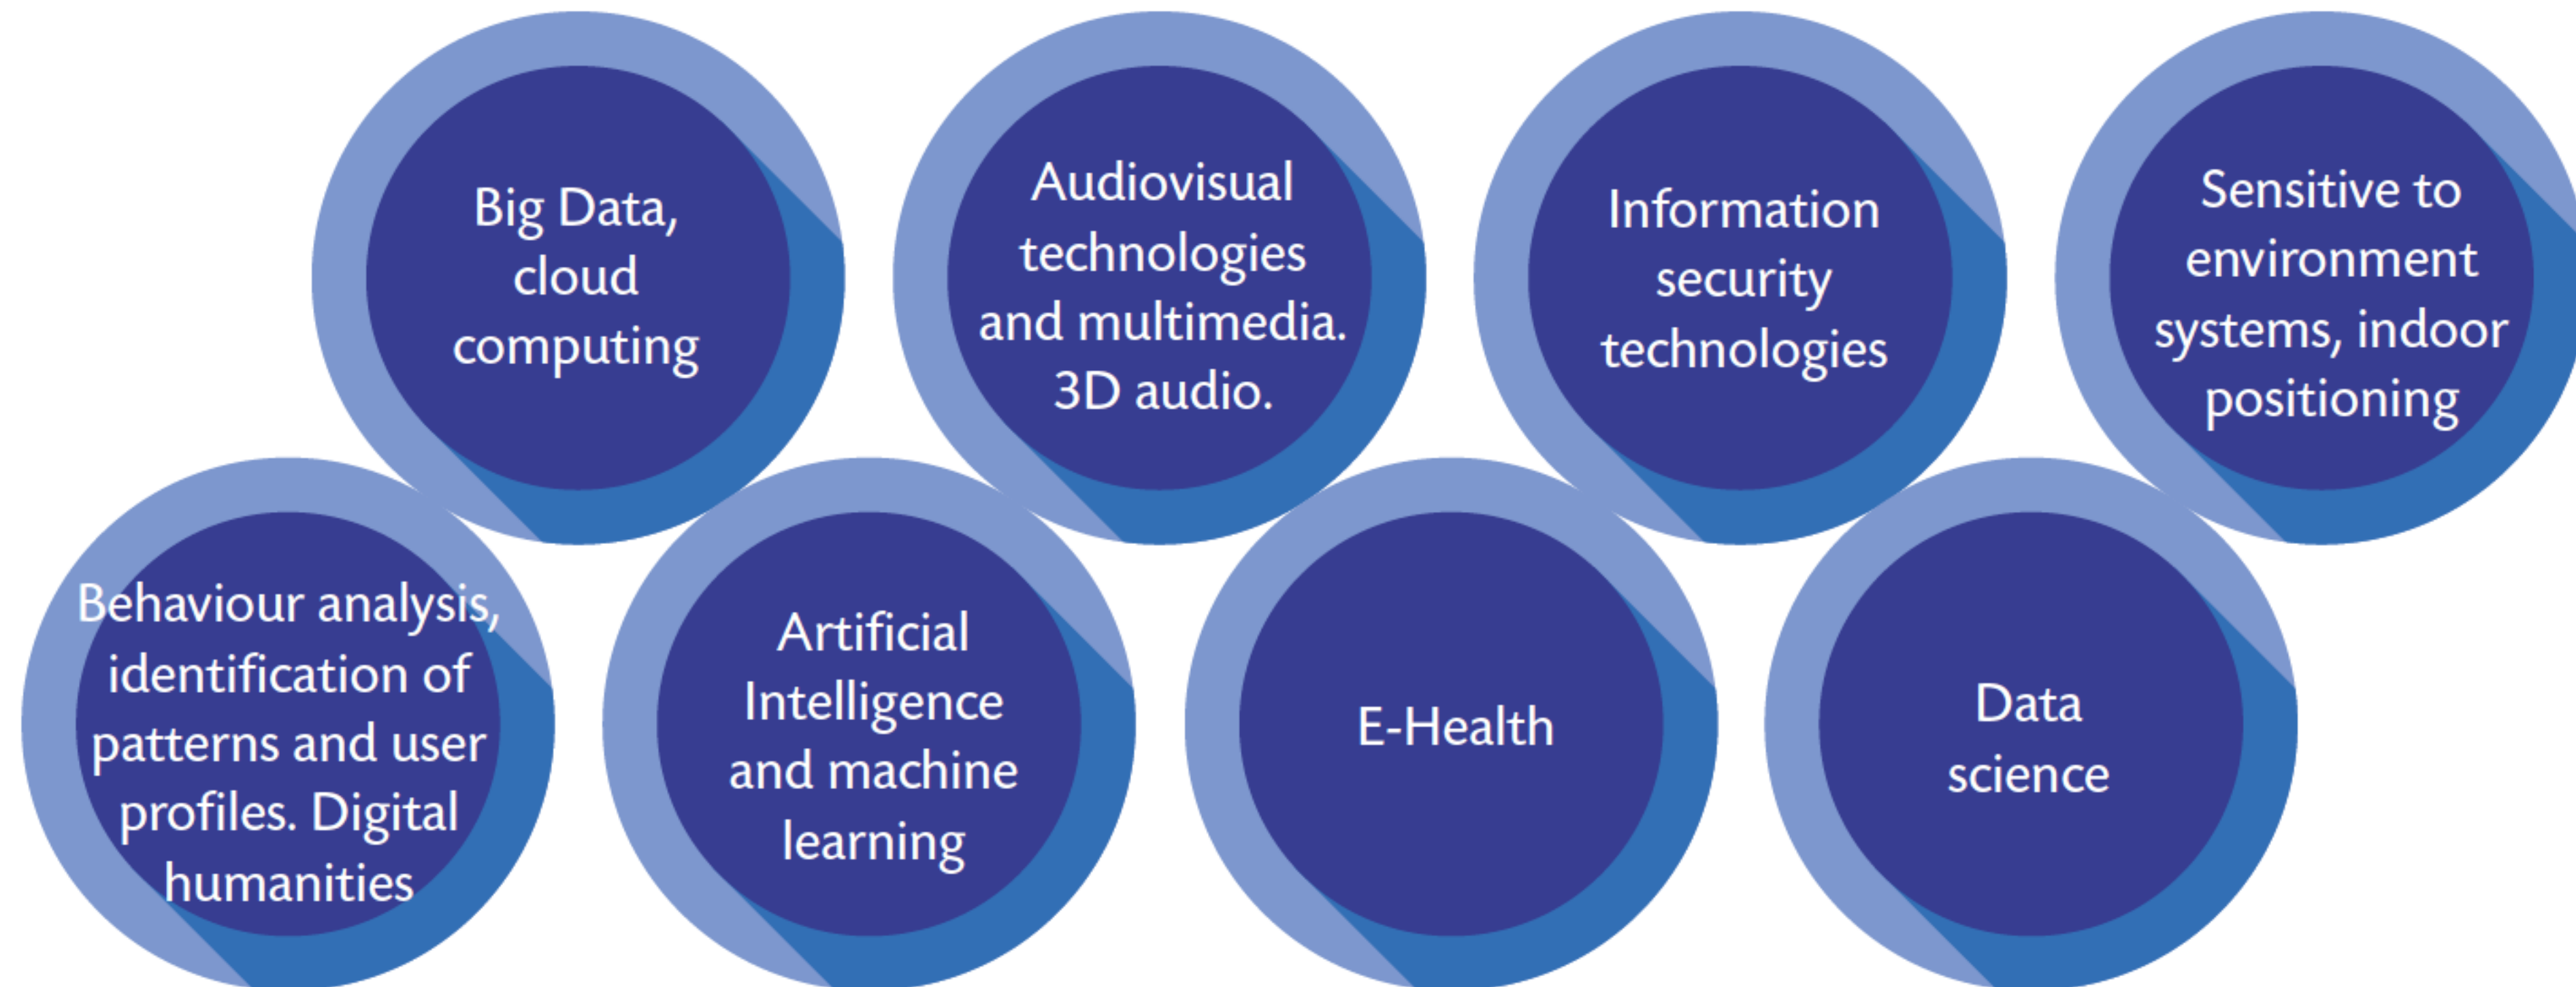 Big Data,
cloud
computing
Audiovisual
technologies
and multimedia.
3D audio.
Information
security
technologies
Sensitive to
environment
systems, indoor
positioning
Behaviour analysis,
identification of
patterns and user
profiles. Digital
humanities
Artificial
Intelligence
and machine
learning
E-Health
Data
science